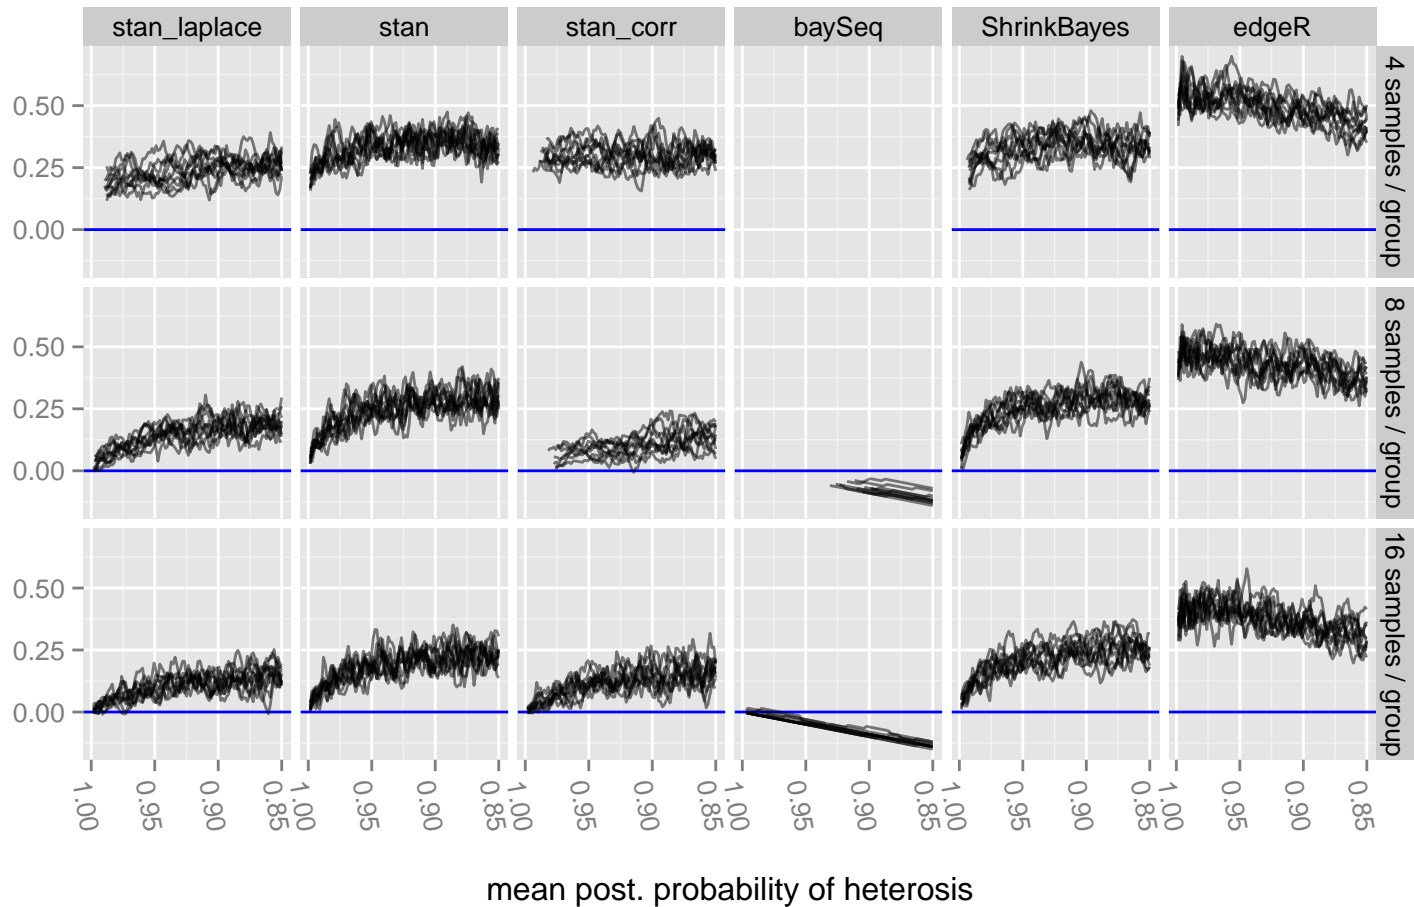 stan_laplace stan stan_corr baySeq ShrinkBayes edgeR
0.50
0.25
0.00
4 samples / group
0.50
0.25
0.00
8 samples / group
0.50
0.25
0.00
16 samples / group
1.00 0.95 0.90 0.85 1.00 0.95 0.90 0.85 1.00 0.95 0.90 0.85 1.00 0.95 0.90 0.85 1.00 0.95 0.90 0.85 1.00 0.95 0.90 0.85
mean post. probability of heterosis